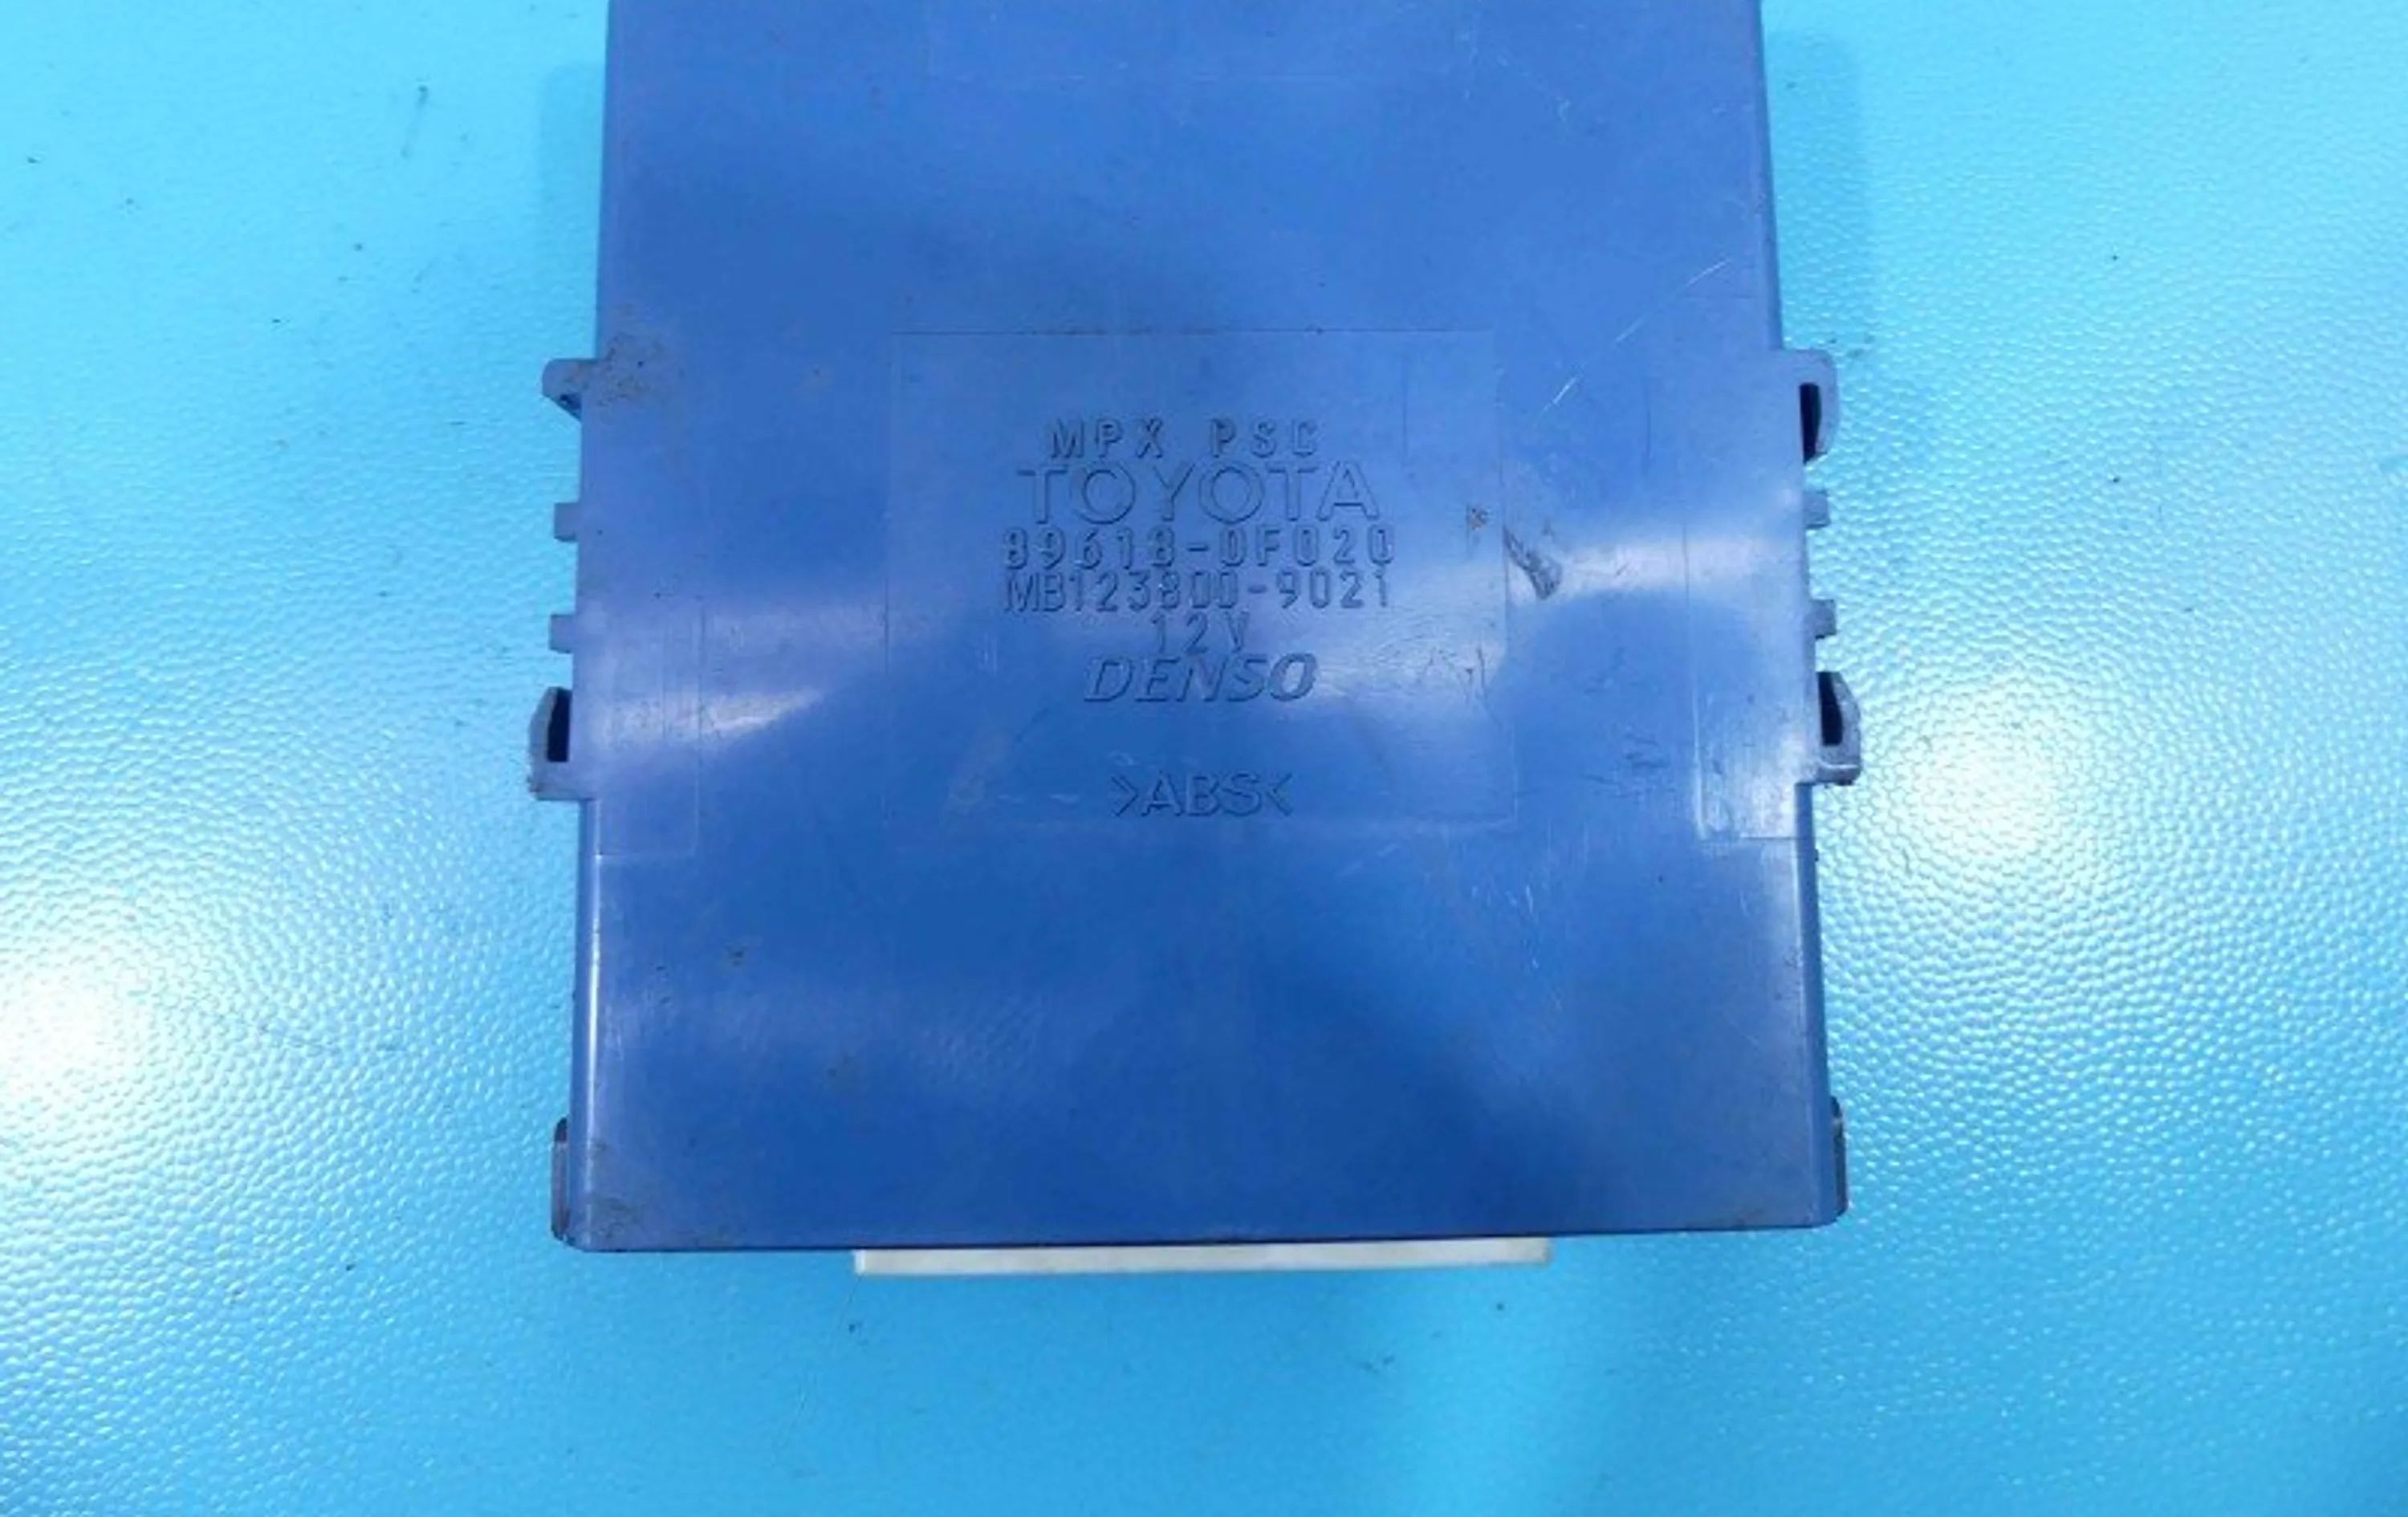 MPX PSC
TOYOTA
89618-0F020
MB123800-9021
12V
DENSO
>ABS<